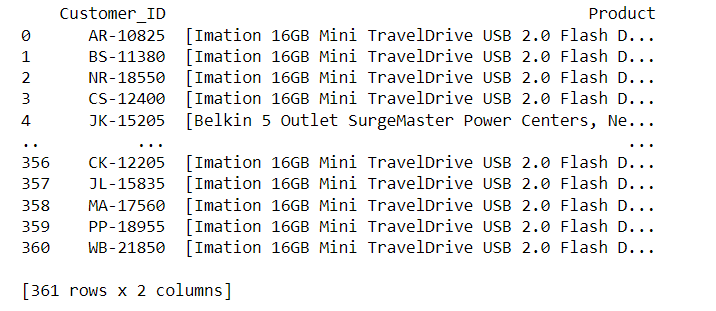 Customer_ID Product
0 AR-10825 [Imation 16GB Mini TravelDrive USB 2.0 Flash D...
1 BS-11380 [Imation 16GB Mini TravelDrive USB 2.0 Flash D...
2 NR-18550 [Imation 16GB Mini TravelDrive USB 2.0 Flash D...
3 CS-12400 [Imation 16GB Mini TravelDrive USB 2.0 Flash D...
4 JK-15205 [Belkin 5 Outlet SurgeMaster Power Centers, Ne...
.. ... ...
356 CK-12205 [Imation 16GB Mini TravelDrive USB 2.0 Flash D...
357 JL-15835 [Imation 16GB Mini TravelDrive USB 2.0 Flash D...
358 MA-17560 [Imation 16GB Mini TravelDrive USB 2.0 Flash D...
359 PP-18955 [Imation 16GB Mini TravelDrive USB 2.0 Flash D...
360 WB-21850 [Imation 16GB Mini TravelDrive USB 2.0 Flash D...
[361 rows x 2 columns]